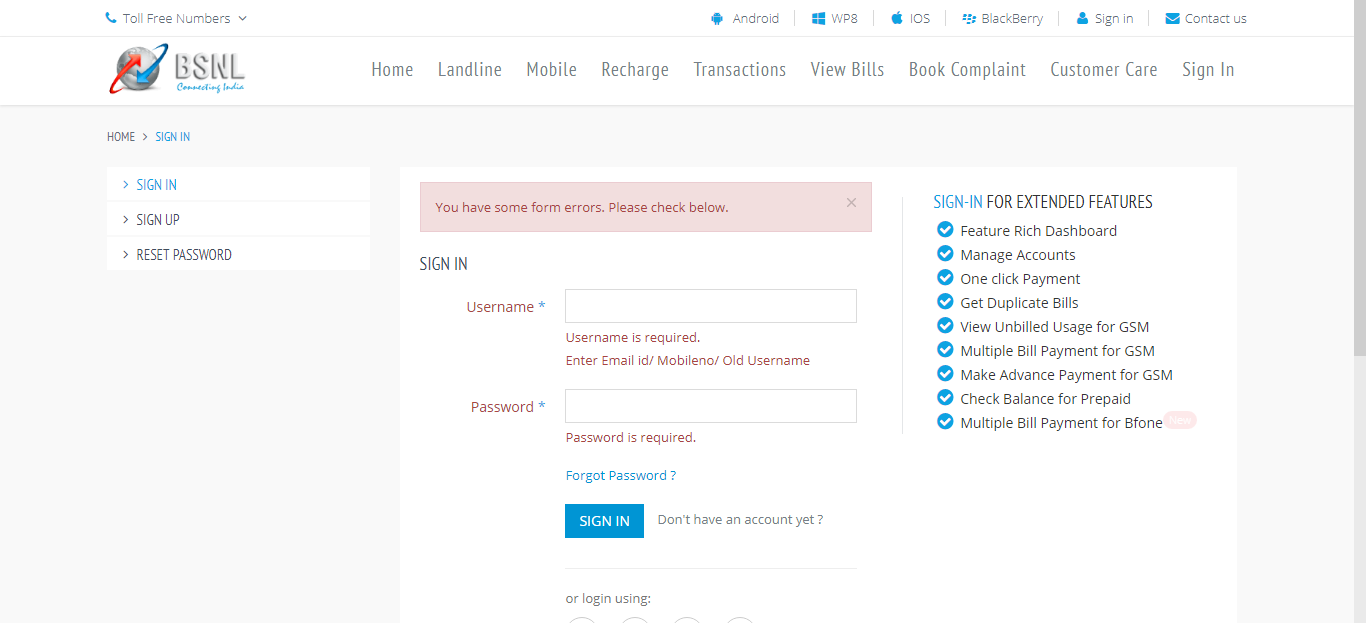 Toll Free Numbers
Android WP8 IOS BlackBerry Sign in Contact us
BSNL
Connecting India
Home Landline Mobile Recharge Transactions View Bills Book Complaint Customer Care Sign In
HOME > SIGN IN
> SIGN IN
> SIGN UP
> RESET PASSWORD
You have some form errors. Please check below. ×
SIGN IN
Username *
Username is required.
Enter Email id/ Mobileno/ Old Username
Password *
Password is required.
Forgot Password ?
SIGN IN Don't have an account yet ?
or login using:
SIGN-IN FOR EXTENDED FEATURES
Feature Rich Dashboard
Manage Accounts
One click Payment
Get Duplicate Bills
View Unbilled Usage for GSM
Multiple Bill Payment for GSM
Make Advance Payment for GSM
Check Balance for Prepaid
Multiple Bill Payment for Bfone New